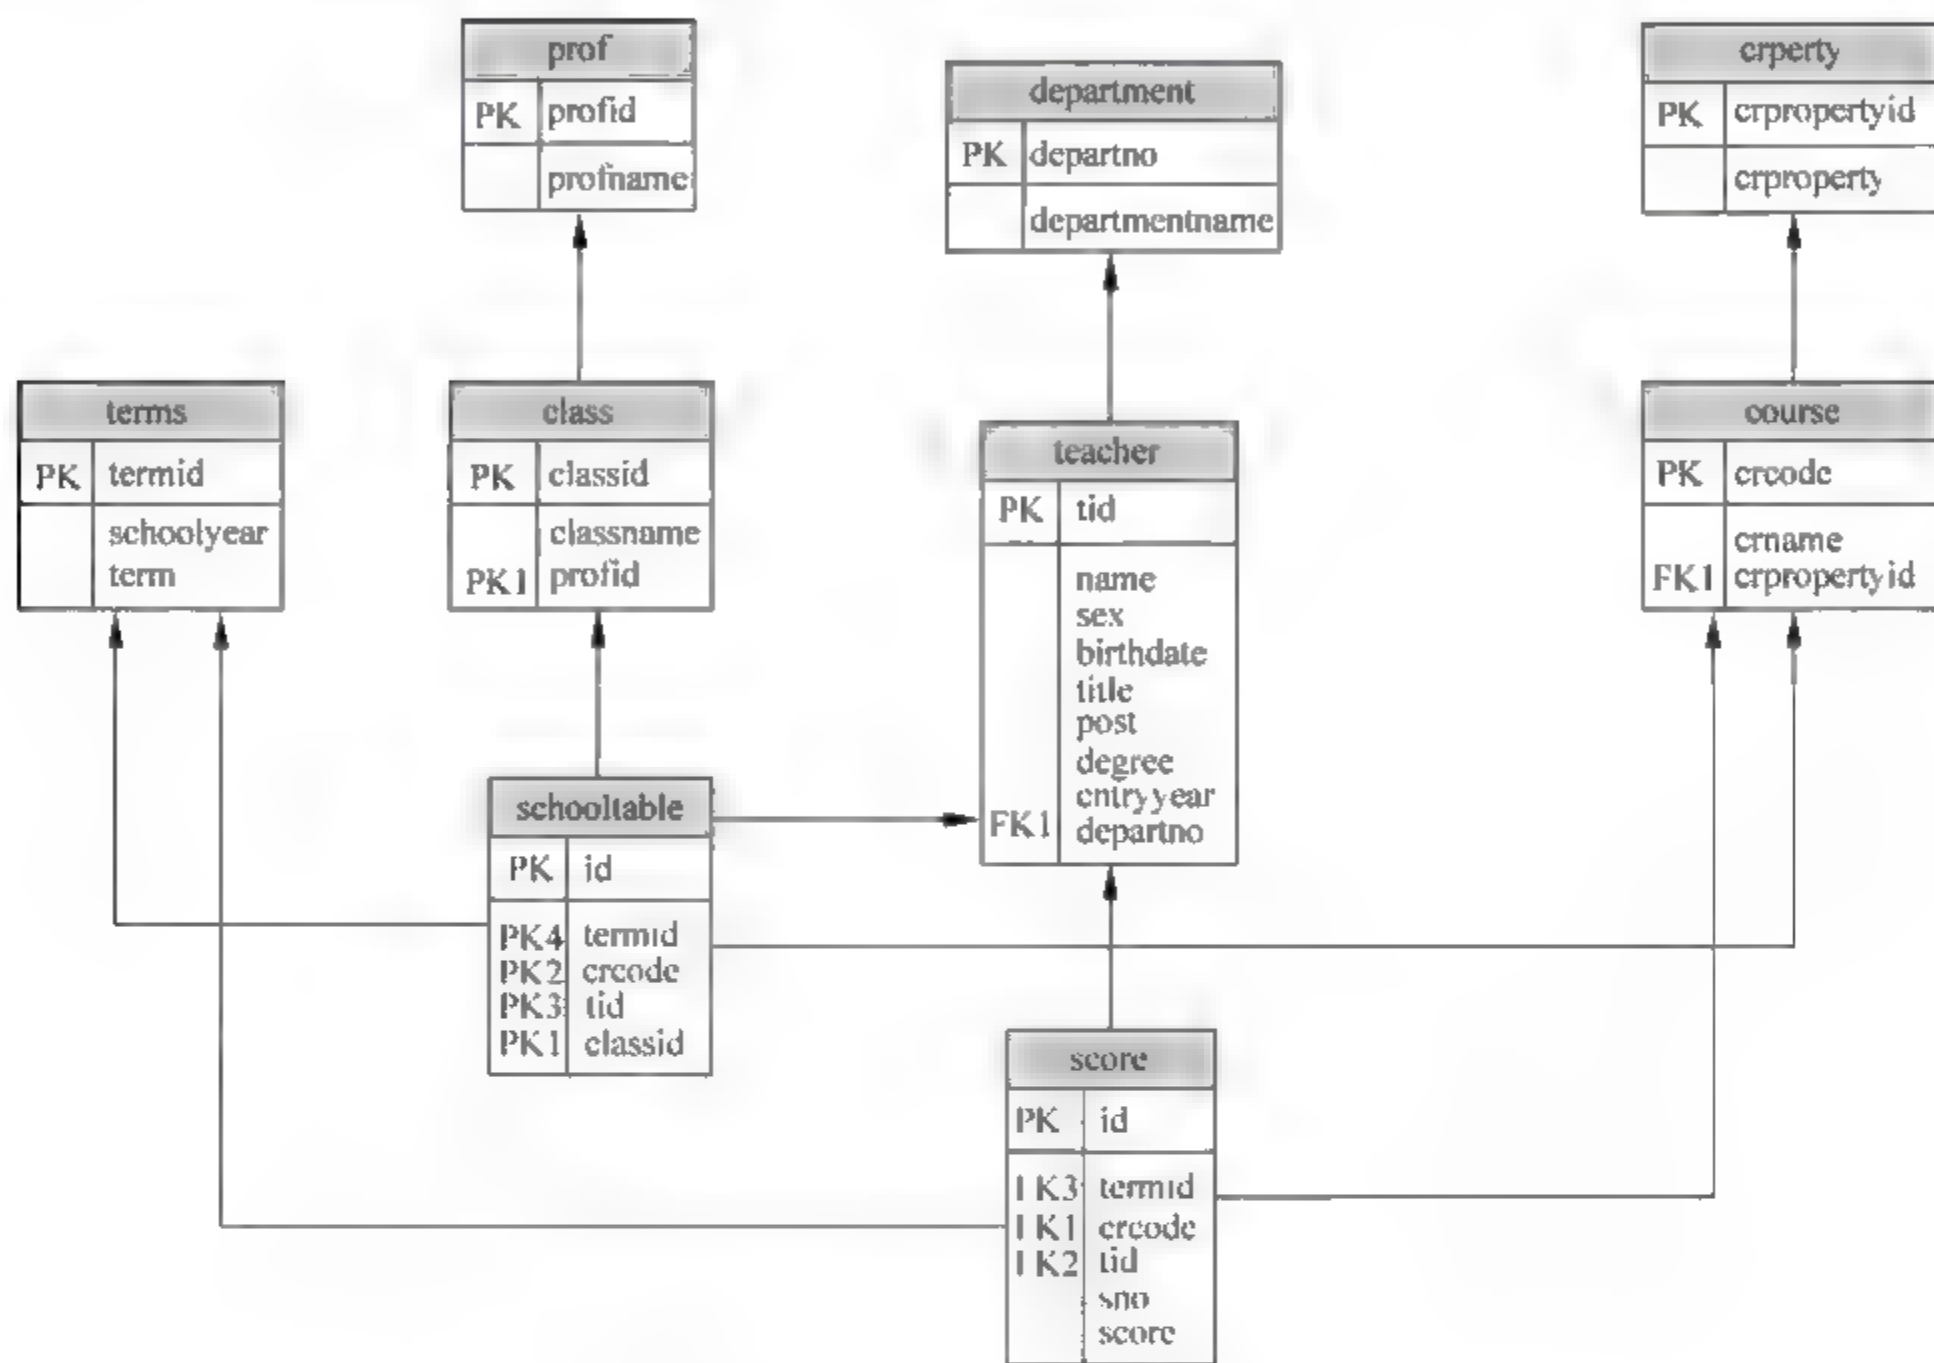 prof
PK profid
profname
department
PK departno
departmentname
crperty
PK crpropertyid
crproperty
terms
PK termid
schoolyear
term
class
PK classid
classname
PK1 profid
teacher
PK tid
name
sex
birthdate
title
post
degree
entryyear
FK1 departno
course
PK crcode
crname
FK1 crpropertyid
schooltable
PK id
PK4 termid
PK2 crcode
PK3 tid
PK1 classid
score
PK id
FK3 termid
FK1 crcode
FK2 tid
sno
score